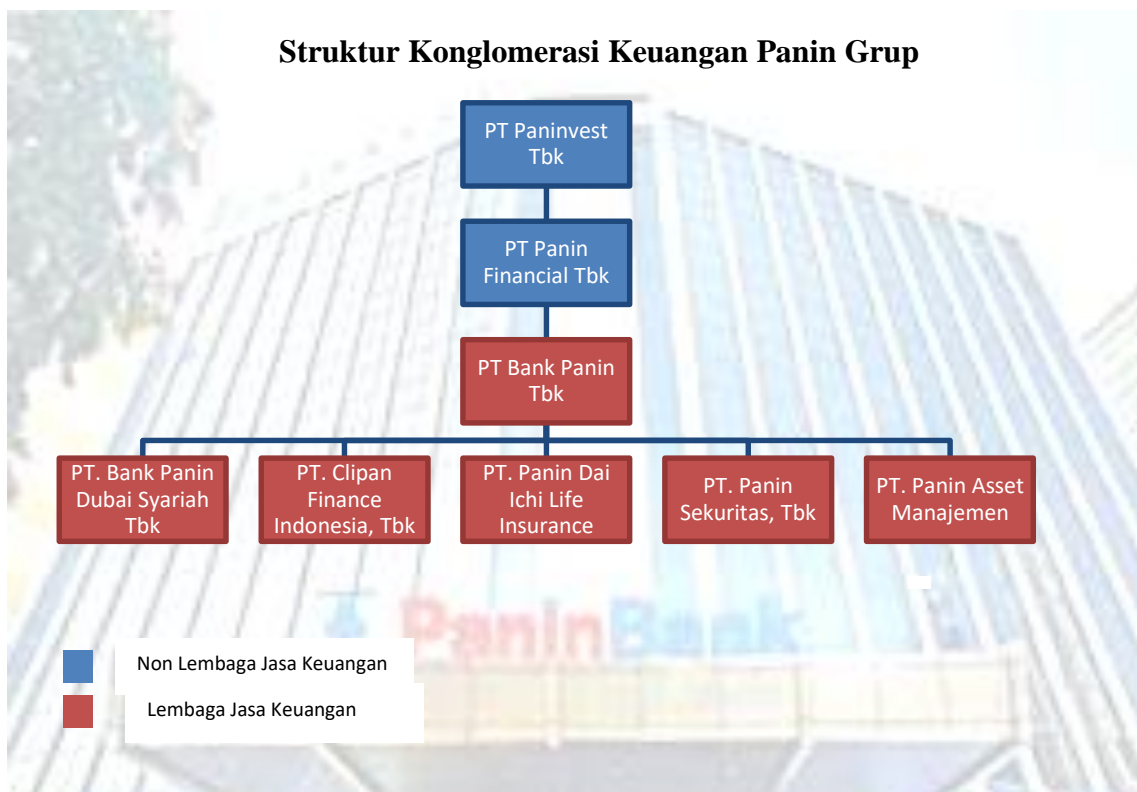 Struktur Konglomerasi Keuangan Panin Grup
PT Paninvest
Tbk
PT Panin
Financial Tbk
PT Bank Panin
Tbk
PT. Bank Panin
Dubai Syariah
Tbk
PT. Clipan
Finance
Indonesia, Tbk
PT. Panin Dai
Ichi Life
Insurance
PT. Panin
Sekuritas, Tbk
PT. Panin Asset
Manajemen
PaninBank
Non Lembaga Jasa Keuangan
Lembaga Jasa Keuangan